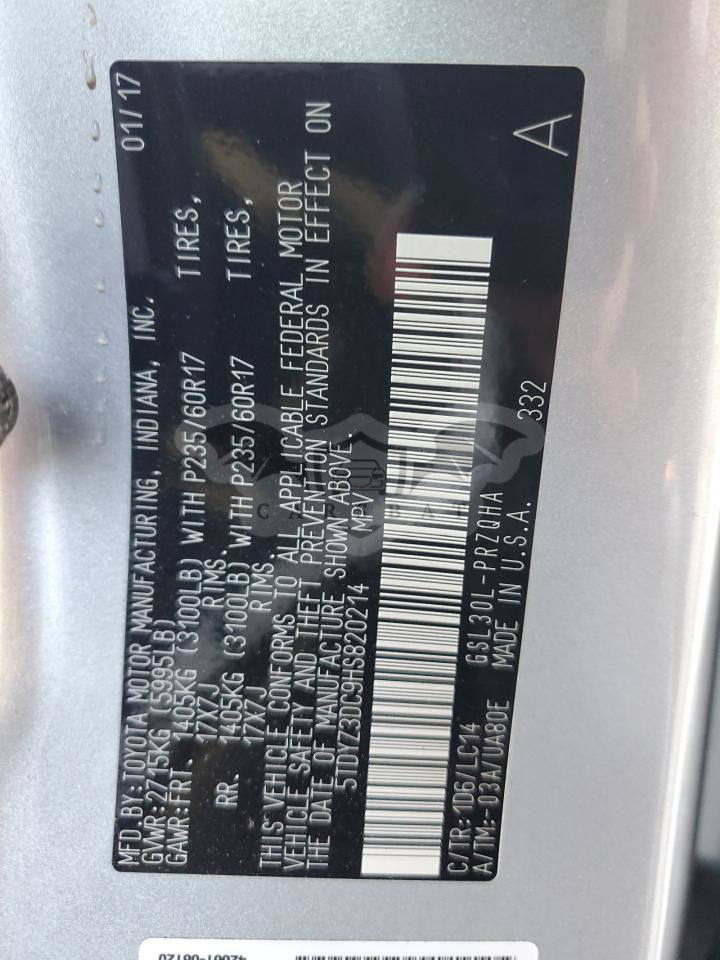 MFD BY:TOYOTA MOTOR MANUFACTURING, INDIANA, INC. 01/17
GVWR:2715KG (5995LB)
GAWR:FRT. 1405KG (3100LB) WITH P235/60R17 TIRES,
17X7J RIMS.
RR. 1405KG (3100LB) WITH P235/60R17 TIRES,
17X7J RIMS.
THIS VEHICLE CONFORMS TO ALL APPLICABLE FEDERAL MOTOR
VEHICLE SAFETY AND THEFT PREVENTION STANDARDS IN EFFECT ON
THE DATE OF MANUFACTURE SHOWN ABOVE.
5TDYZ3DC9HS820214 MPV
C/TR: 1D6/LC14 GSL30L-PRZQHA
A/TM:-03A/UA80E MADE IN U.S.A. 332
A
CARIBAT